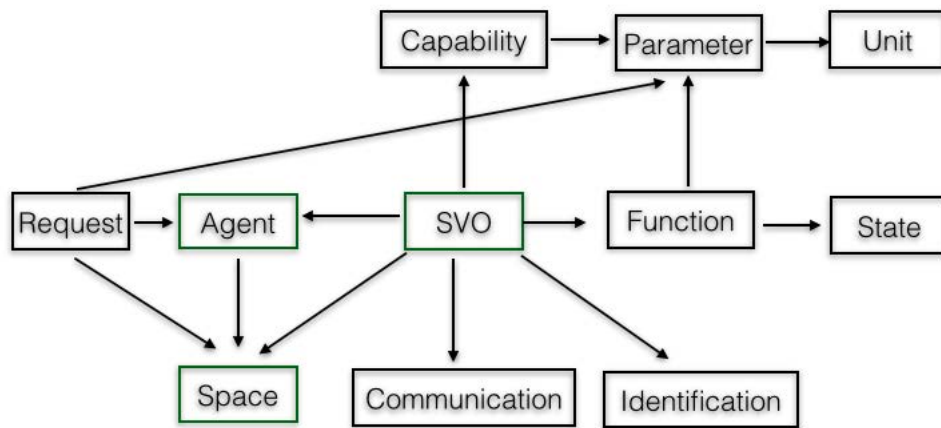 Capability
Parameter
Unit
Request
Agent
SVO
Function
State
Space
Communication
Identification